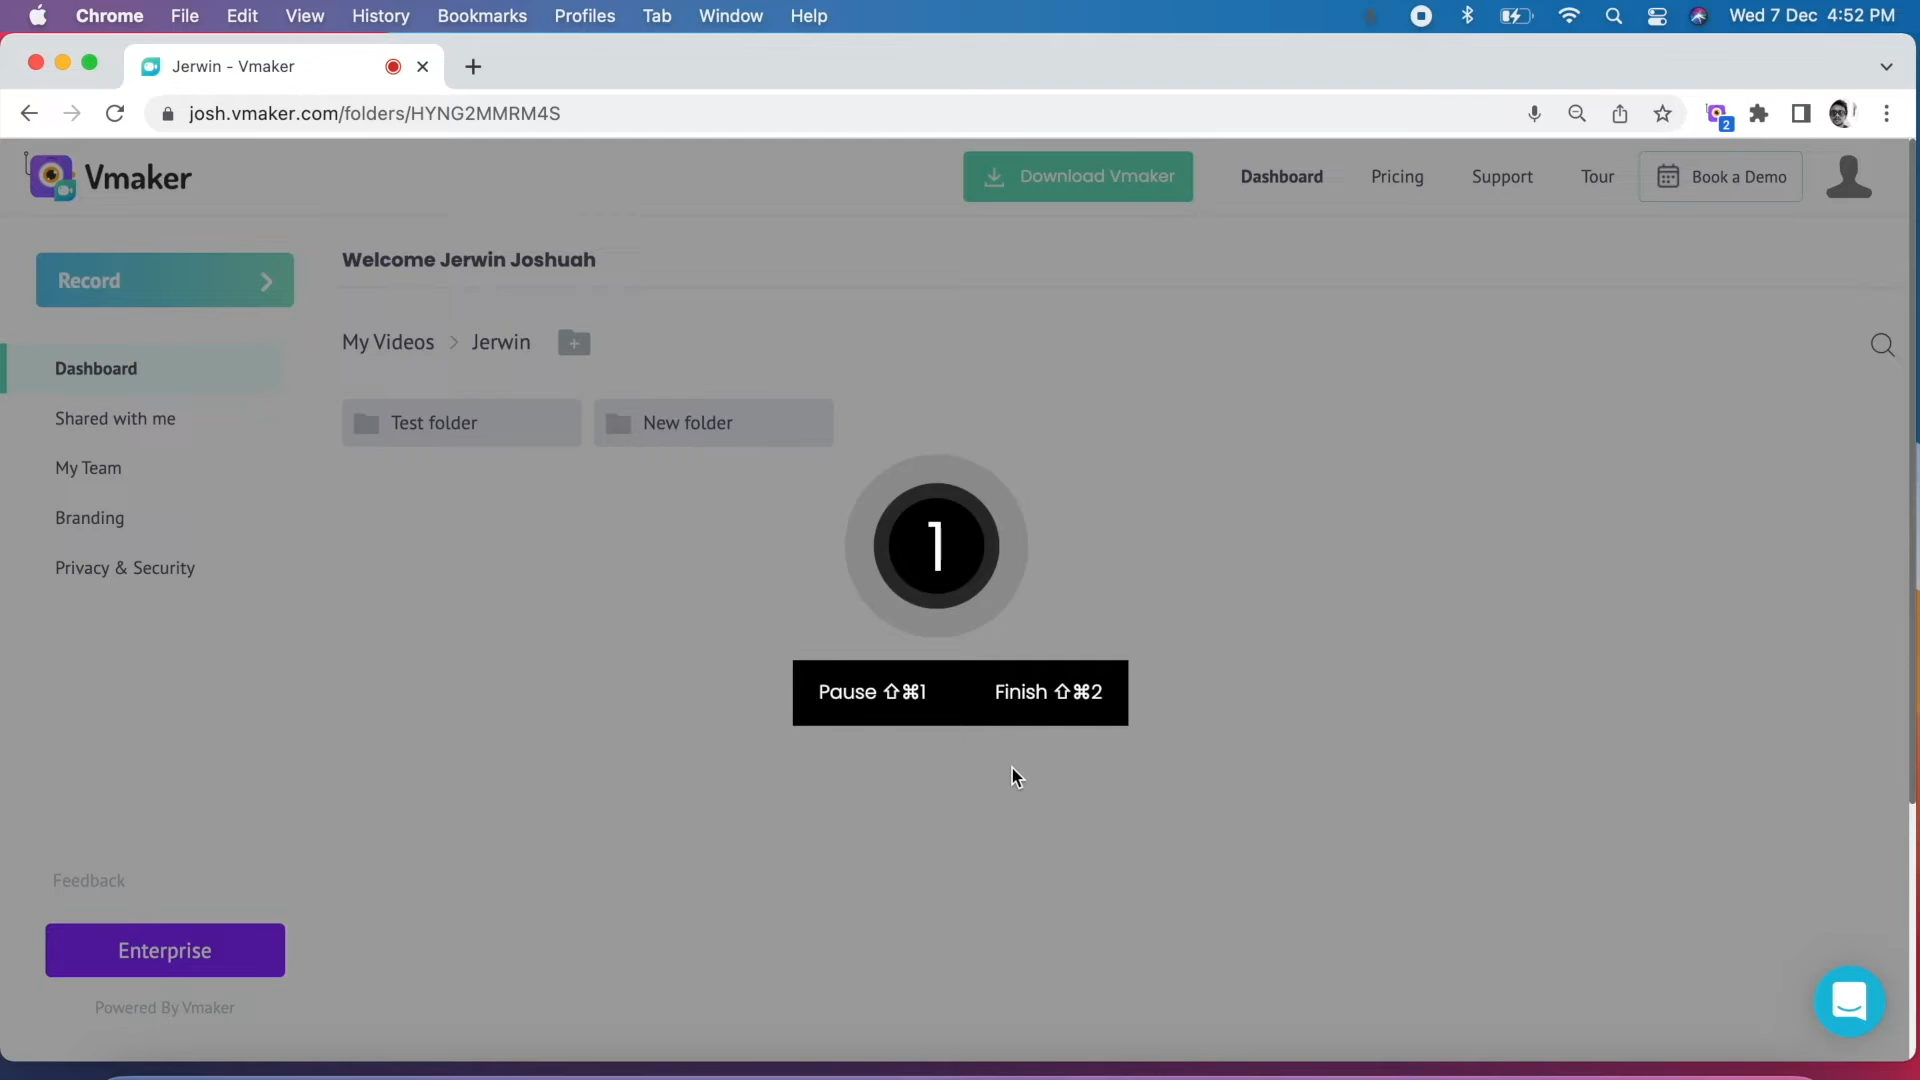 Chrome File Edit View History Bookmarks Profiles Tab Window Help Wed 7 Dec 4:52 PM
Jerwin - Vmaker
josh.vmaker.com/folders/HYNG2MMRM4S
2
Vmaker
Download Vmaker
Dashboard Pricing Support Tour Book a Demo
Record
Welcome Jerwin Joshuah
My Videos > Jerwin
Dashboard
Shared with me
My Team
Branding
Privacy & Security
Test folder
New folder
1
Pause ⇧⌘1 Finish ⇧⌘2
Feedback
Enterprise
Powered By Vmaker